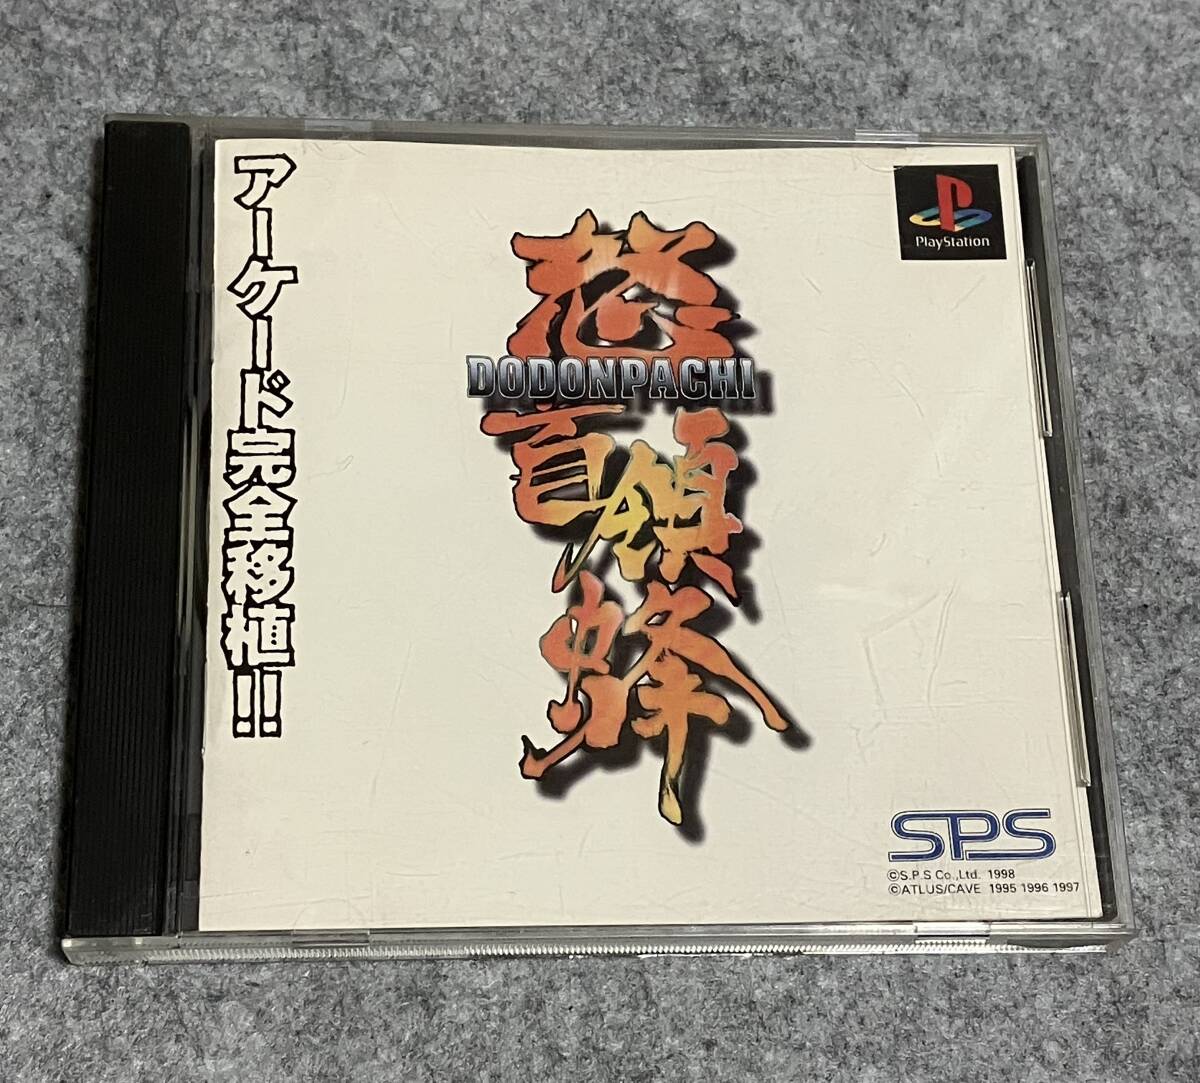 アーケード完全移植!!
PlayStation
怒
DODONPACHI
首領
蜂
SPS
©S.P.S Co.,Ltd. 1998
©ATLUS/CAVE 1995 1996 1997